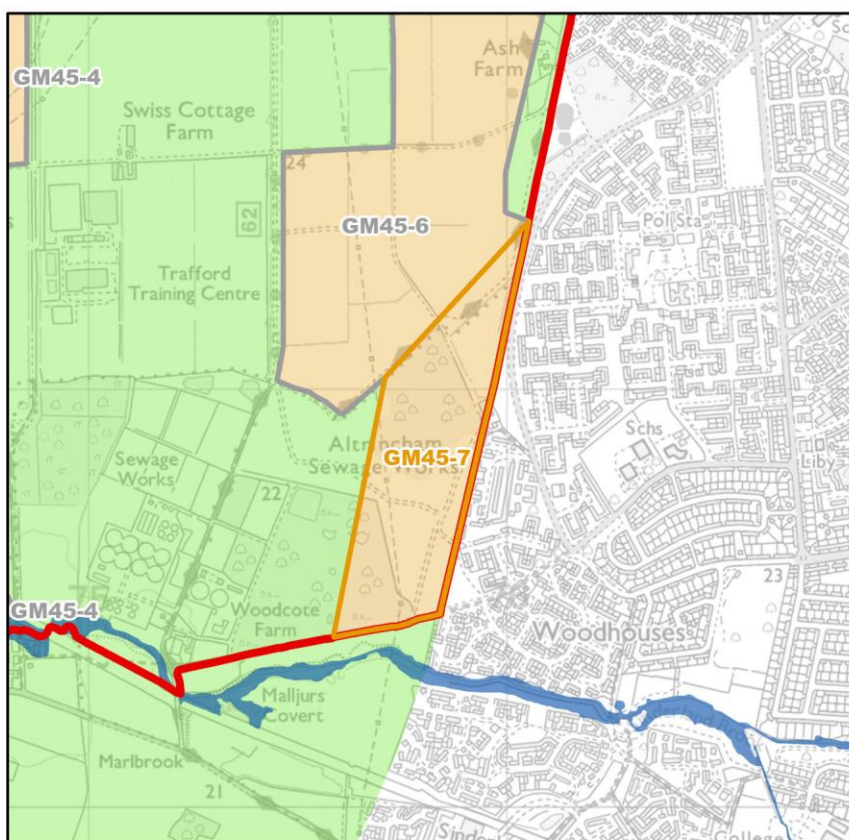 GM45-4
Ash
Farm
Swiss Cottage
Farm
24
62
GM45-6
Pol Sta
Trafford
Training Centre
Schs
Altrincham
Sewage Works
GM45-7
Liby
Sewage
Works
22
23
GM45-4
Woodcote
Farm
Woodhouses
Malljurs
Covert
Marlbrook
21
College